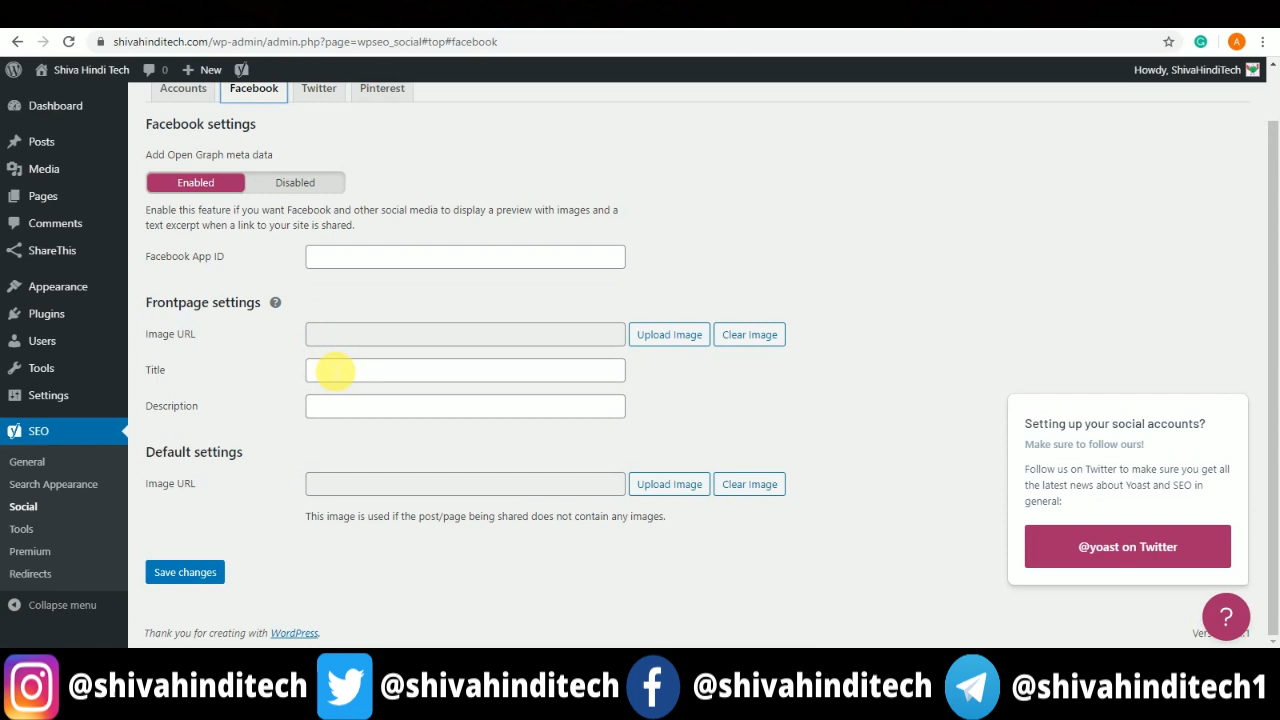 shivahinditech.com/wp-admin/admin.php?page=wpseo_social#top#facebook
A
Shiva Hindi Tech
0
New
Howdy, ShivaHindiTech
Dashboard
Posts
Media
Pages
Comments
ShareThis
Appearance
Plugins
Users
Tools
Settings
SEO
General
Search Appearance
Social
Tools
Premium
Redirects
Collapse menu
Accounts
Facebook
Twitter
Pinterest
Facebook settings
Add Open Graph meta data
Enabled
Disabled
Enable this feature if you want Facebook and other social media to display a preview with images and a
text excerpt when a link to your site is shared.
Facebook App ID
Frontpage settings ?
Image URL
Upload Image
Clear Image
Title
Description
Default settings
Image URL
Upload Image
Clear Image
This image is used if the post/page being shared does not contain any images.
Save changes
Setting up your social accounts?
Make sure to follow ours!
Follow us on Twitter to make sure you get all
the latest news about Yoast and SEO in
general:
@yoast on Twitter
?
Thank you for creating with WordPress.
@shivahinditech
@shivahinditech
@shivahinditech
@shivahinditech1